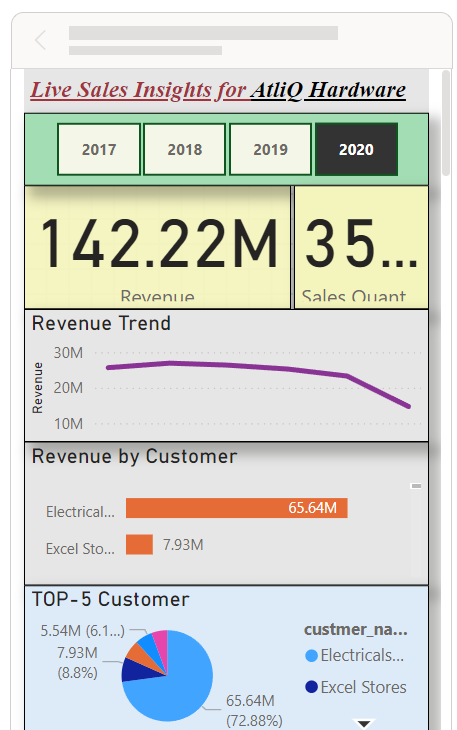 Live Sales Insights for AtliQ Hardware
2017 2018 2019 2020
142.22M 35...
Revenue Sales Quant
Revenue Trend
Revenue
30M
20M
10M
Revenue by Customer
Electrical... 65.64M
Excel Sto... 7.93M
TOP-5 Customer
5.54M (6.1...)
7.93M
(8.8%)
65.64M
(72.88%)
custmer_na...
Electricals...
Excel Stores